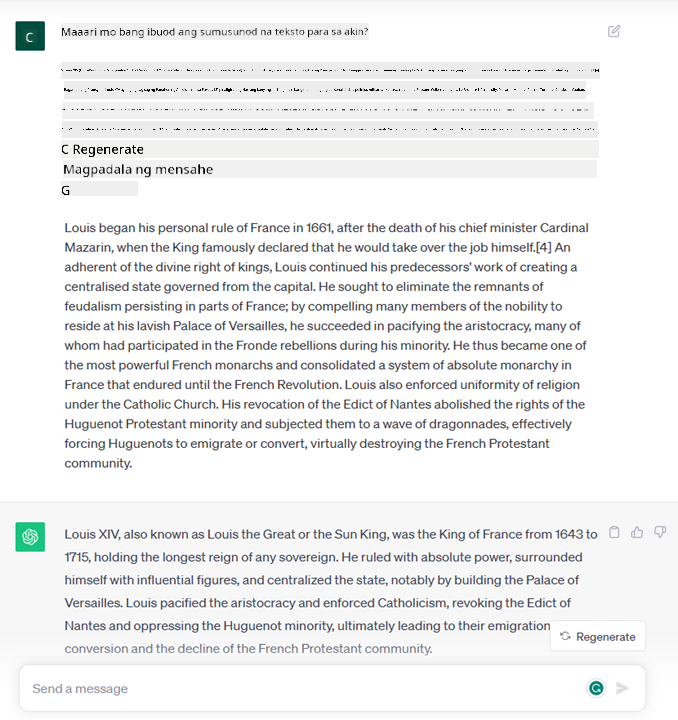 C
Maaari mo bang ibuod ang sumusunod na teksto para sa akin?
C Regenerate
Magpadala ng mensahe
G
Louis began his personal rule of France in 1661, after the death of his chief minister Cardinal
Mazarin, when the King famously declared that he would take over the job himself.[4] An
adherent of the divine right of kings, Louis continued his predecessors' work of creating a
centralised state governed from the capital. He sought to eliminate the remnants of
feudalism persisting in parts of France; by compelling many members of the nobility to
reside at his lavish Palace of Versailles, he succeeded in pacifying the aristocracy, many of
whom had participated in the Fronde rebellions during his minority. He thus became one of
the most powerful French monarchs and consolidated a system of absolute monarchy in
France that endured until the French Revolution. Louis also enforced uniformity of religion
under the Catholic Church. His revocation of the Edict of Nantes abolished the rights of the
Huguenot Protestant minority and subjected them to a wave of dragonnades, effectively
forcing Huguenots to emigrate or convert, virtually destroying the French Protestant
community.
Louis XIV, also known as Louis the Great or the Sun King, was the King of France from 1643 to
1715, holding the longest reign of any sovereign. He ruled with absolute power, surrounded
himself with influential figures, and centralized the state, notably by building the Palace of
Versailles. Louis pacified the aristocracy and enforced Catholicism, revoking the Edict of
Nantes and oppressing the Huguenot minority, ultimately leading to their emigration
Regenerate
conversion and the decline of the French Protestant community.
Send a message